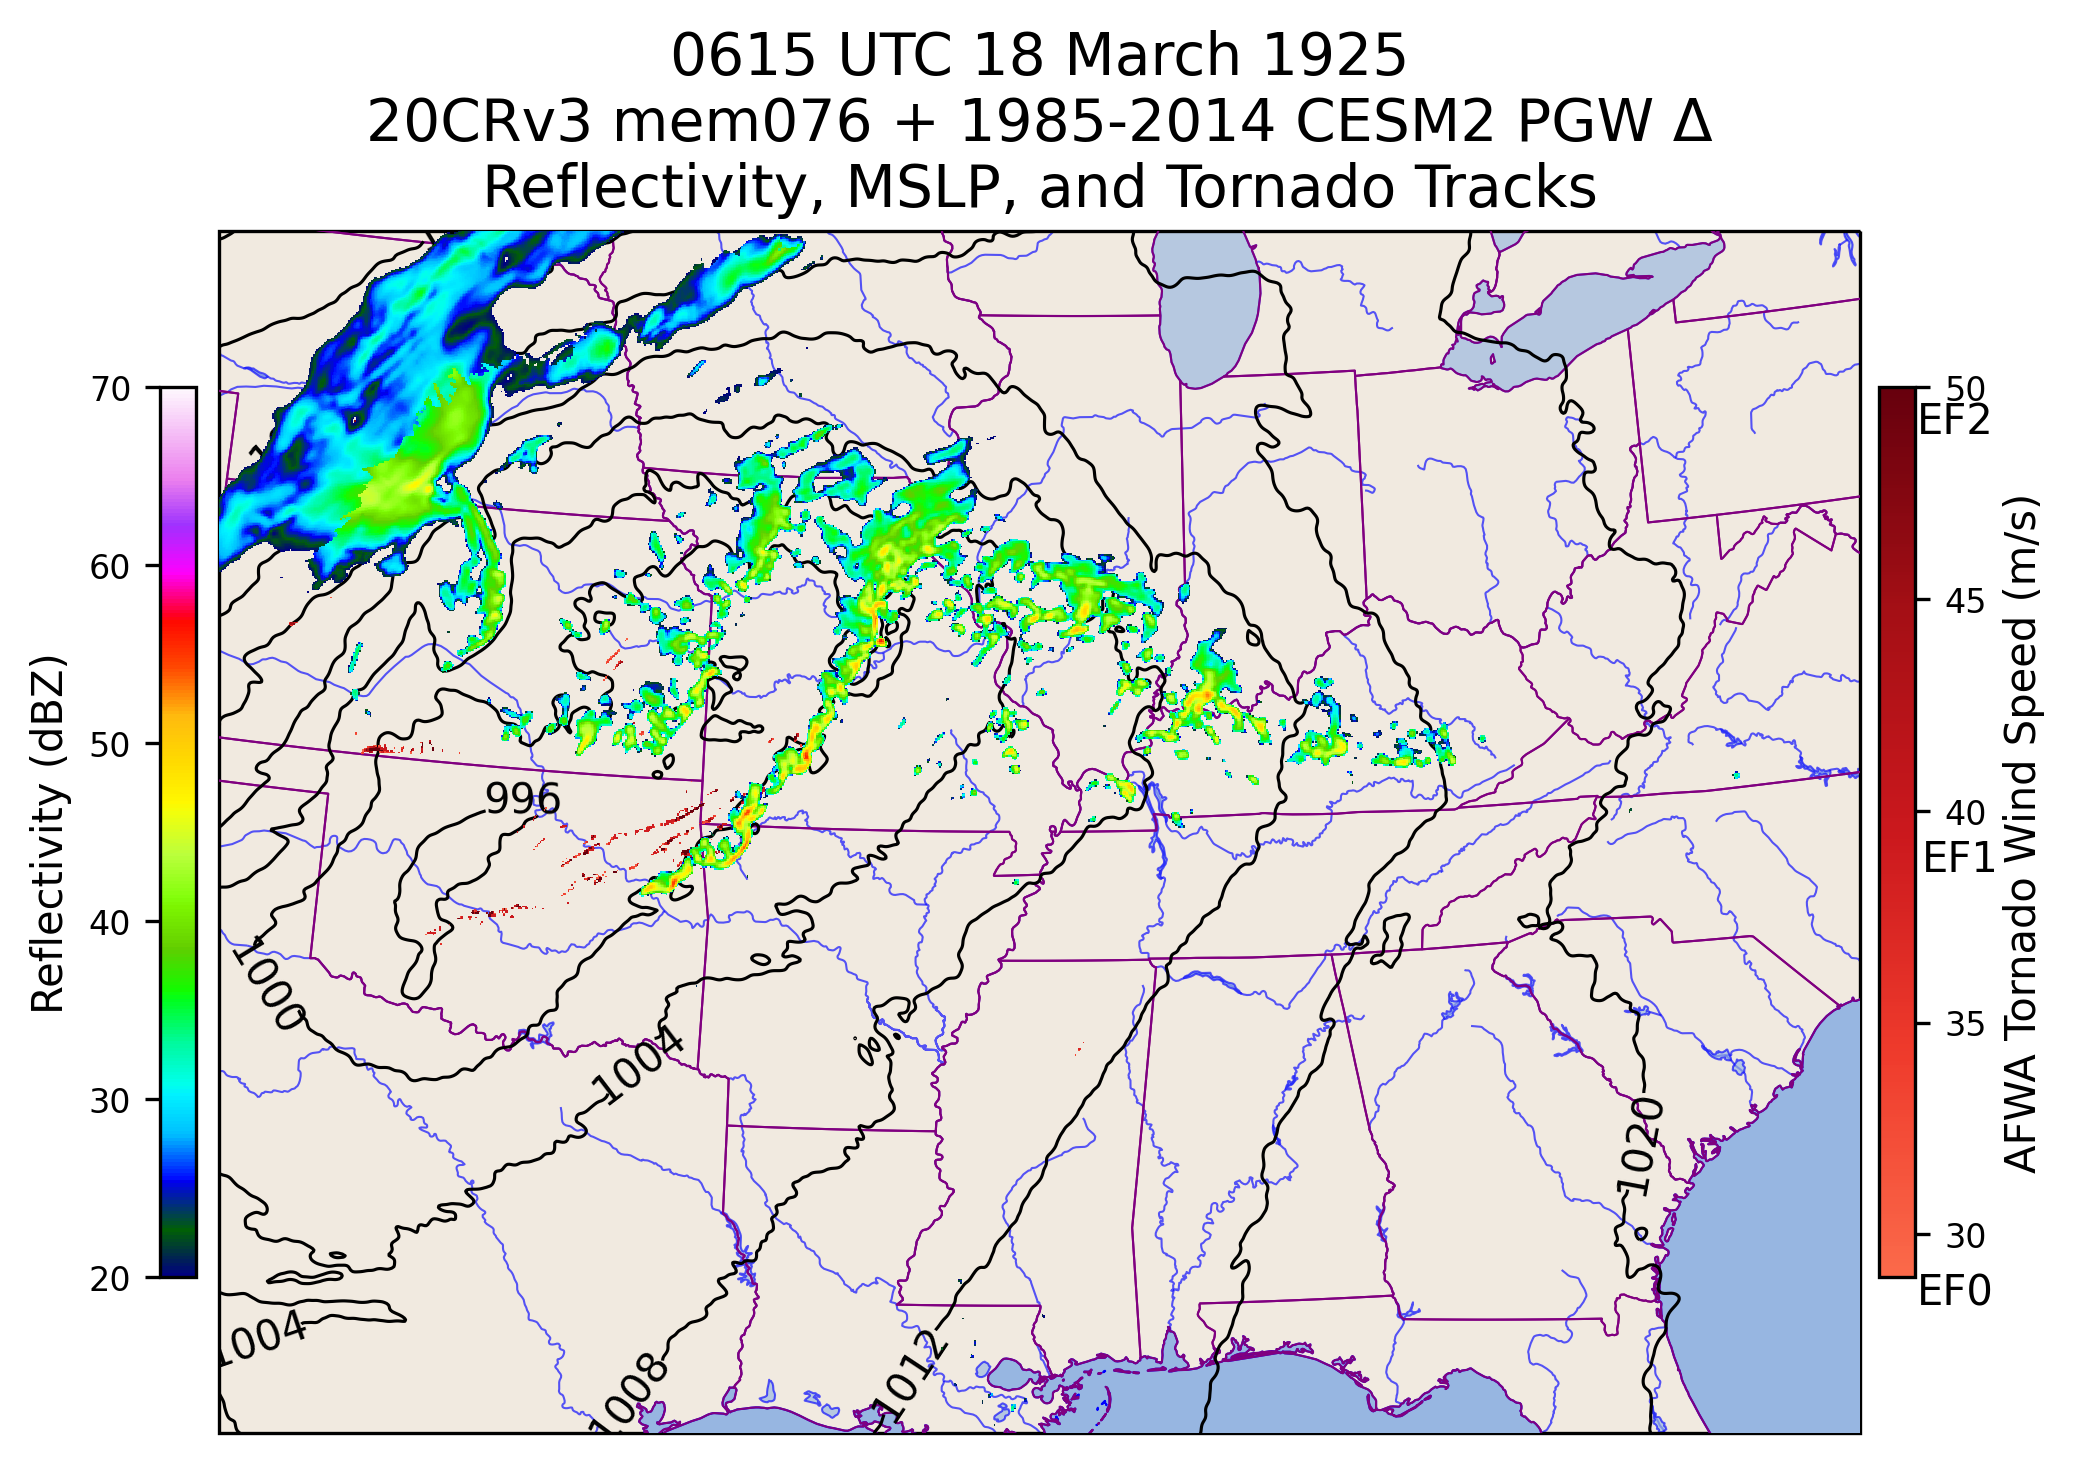 0615 UTC 18 March 1925
20CRv3 mem076 + 1985-2014 CESM2 PGW Δ
Reflectivity, MSLP, and Tornado Tracks
70
60
50
40
30
20
Reflectivity (dBZ)
996
1000
1004
1004
1008
1012
1020
50
EF2
45
40
EF1
35
30
EF0
AFWA Tornado Wind Speed (m/s)